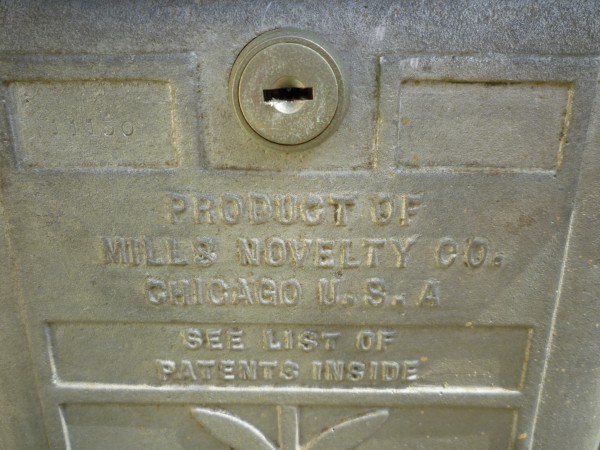 PRODUCT OF
MILLS NOVELTY CO.
CHICAGO U.S.A
SEE LIST OF
PATENTS INSIDE